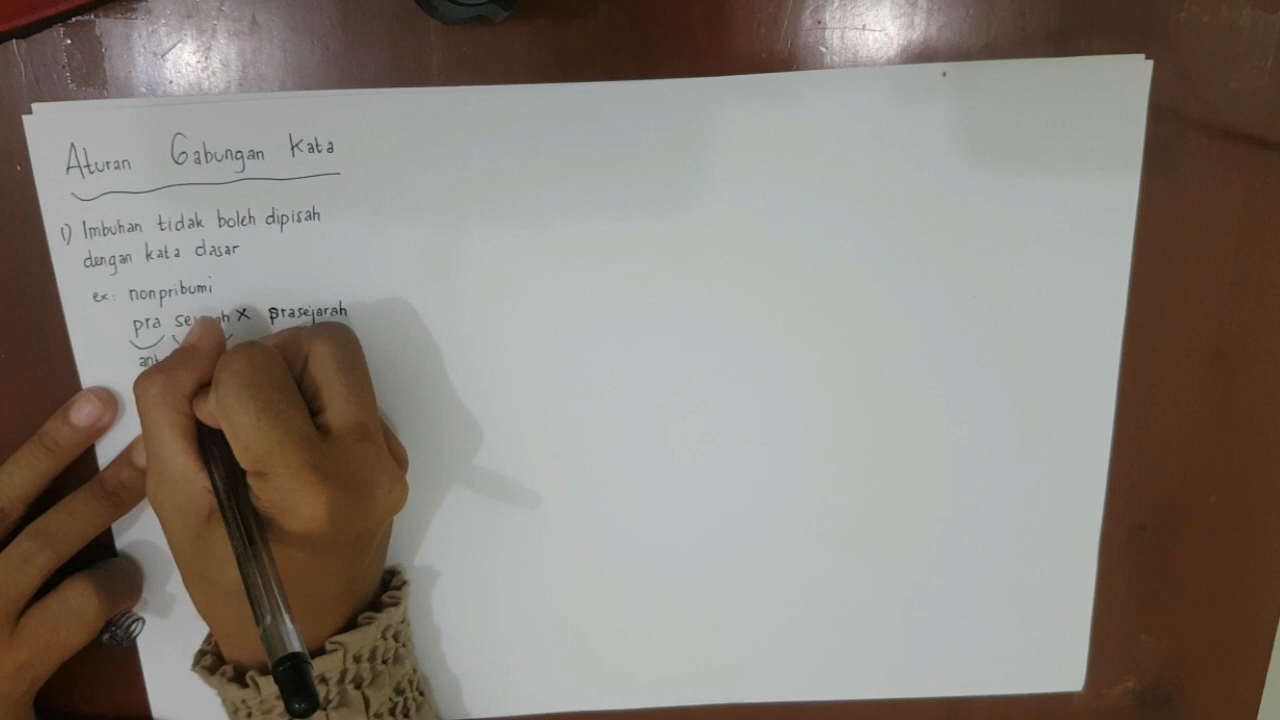 Aturan Gabungan Kata
1) Imbuhan tidak boleh dipisah
dengan kata dasar
ex: nonpribumi
pra x prasejarah